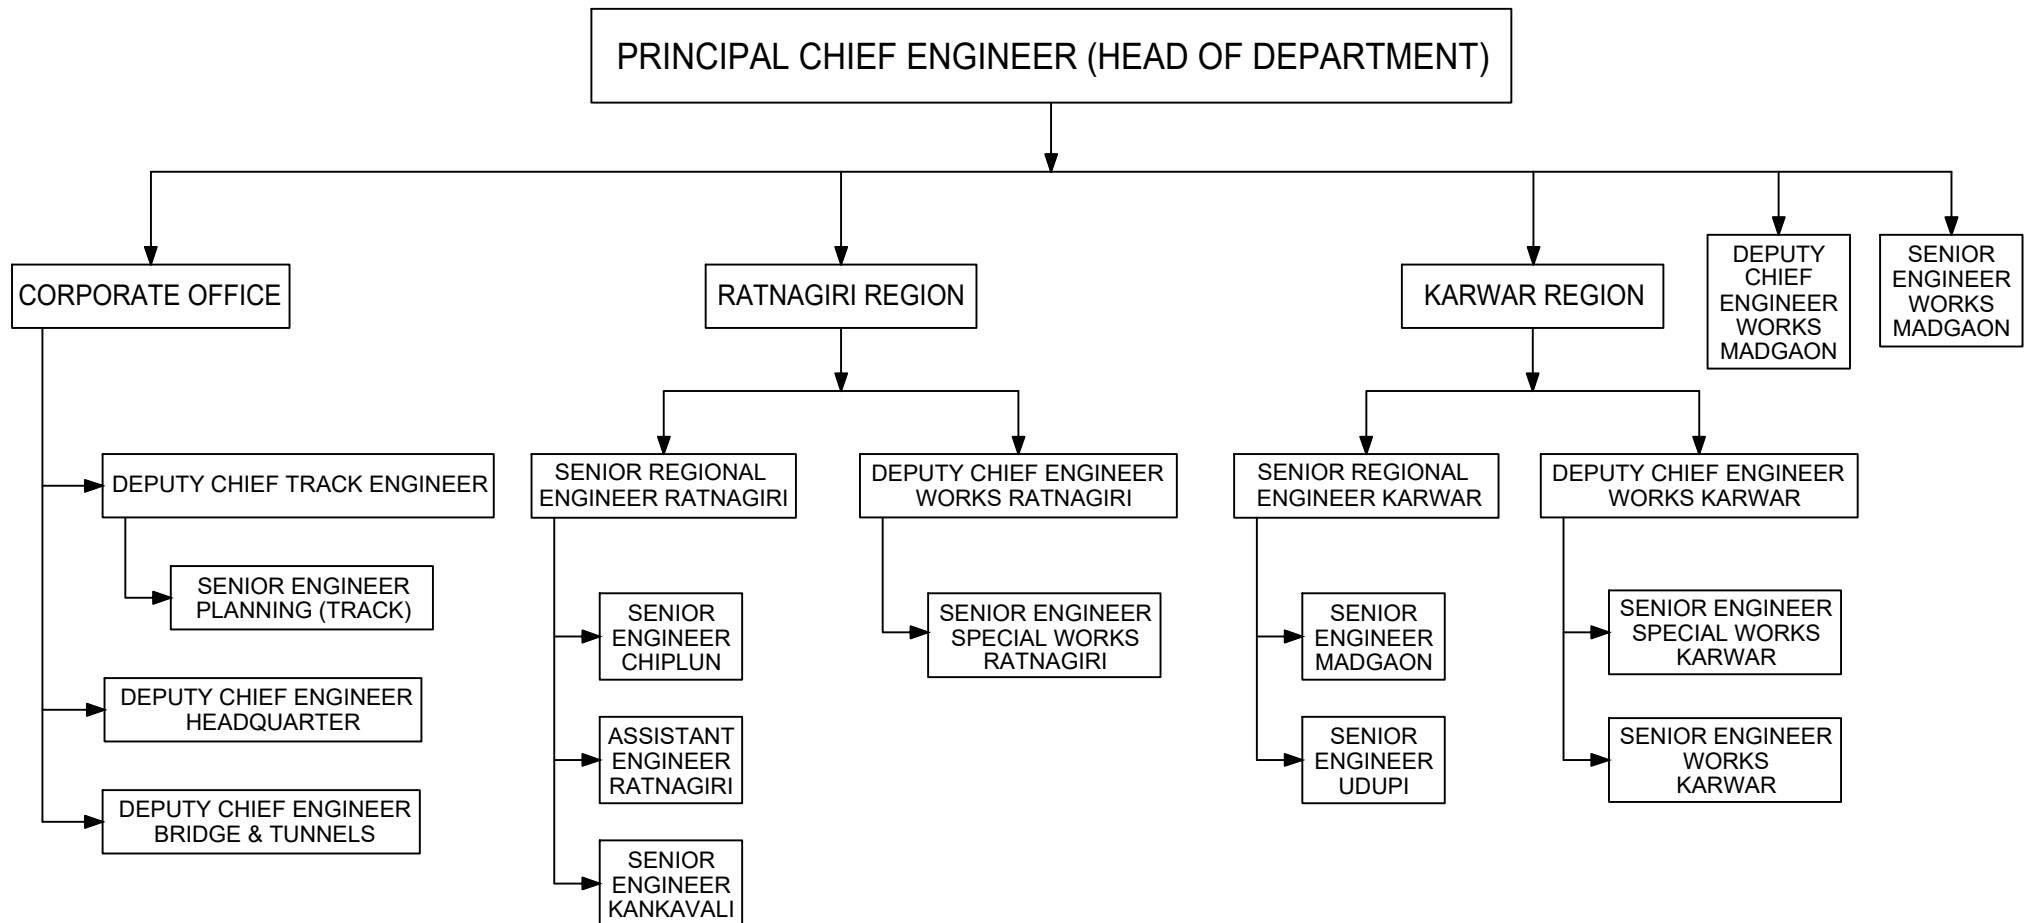 PRINCIPAL CHIEF ENGINEER (HEAD OF DEPARTMENT)
CORPORATE OFFICE
RATNAGIRI REGION
KARWAR REGION
DEPUTY
CHIEF
ENGINEER
WORKS
MADGAON
SENIOR
ENGINEER
WORKS
MADGAON
DEPUTY CHIEF TRACK ENGINEER
SENIOR ENGINEER
PLANNING (TRACK)
DEPUTY CHIEF ENGINEER
HEADQUARTER
DEPUTY CHIEF ENGINEER
BRIDGE & TUNNELS
SENIOR REGIONAL
ENGINEER RATNAGIRI
SENIOR
ENGINEER
CHIPLUN
ASSISTANT
ENGINEER
RATNAGIRI
SENIOR
ENGINEER
KANKAVALI
DEPUTY CHIEF ENGINEER
WORKS RATNAGIRI
SENIOR ENGINEER
SPECIAL WORKS
RATNAGIRI
SENIOR REGIONAL
ENGINEER KARWAR
SENIOR
ENGINEER
MADGAON
SENIOR
ENGINEER
UDUPI
DEPUTY CHIEF ENGINEER
WORKS KARWAR
SENIOR ENGINEER
SPECIAL WORKS
KARWAR
SENIOR ENGINEER
WORKS
KARWAR